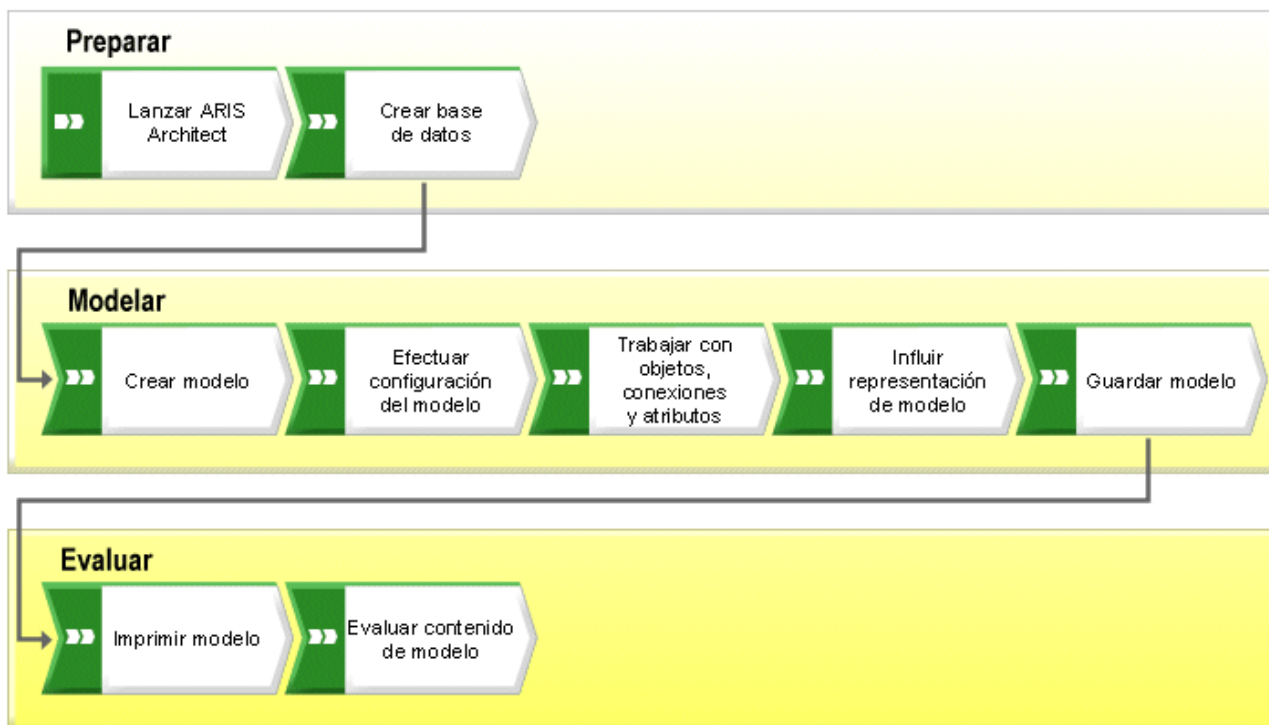 Preparar
Lanzar ARIS
Architect
Crear base
de datos
Modelar
Crear modelo
Efectuar
configuración
del modelo
Trabajar con
objetos,
conexiones
y atributos
Influir
representación
de modelo
Guardar modelo
Evaluar
Imprimir modelo
Evaluar contenido
de modelo